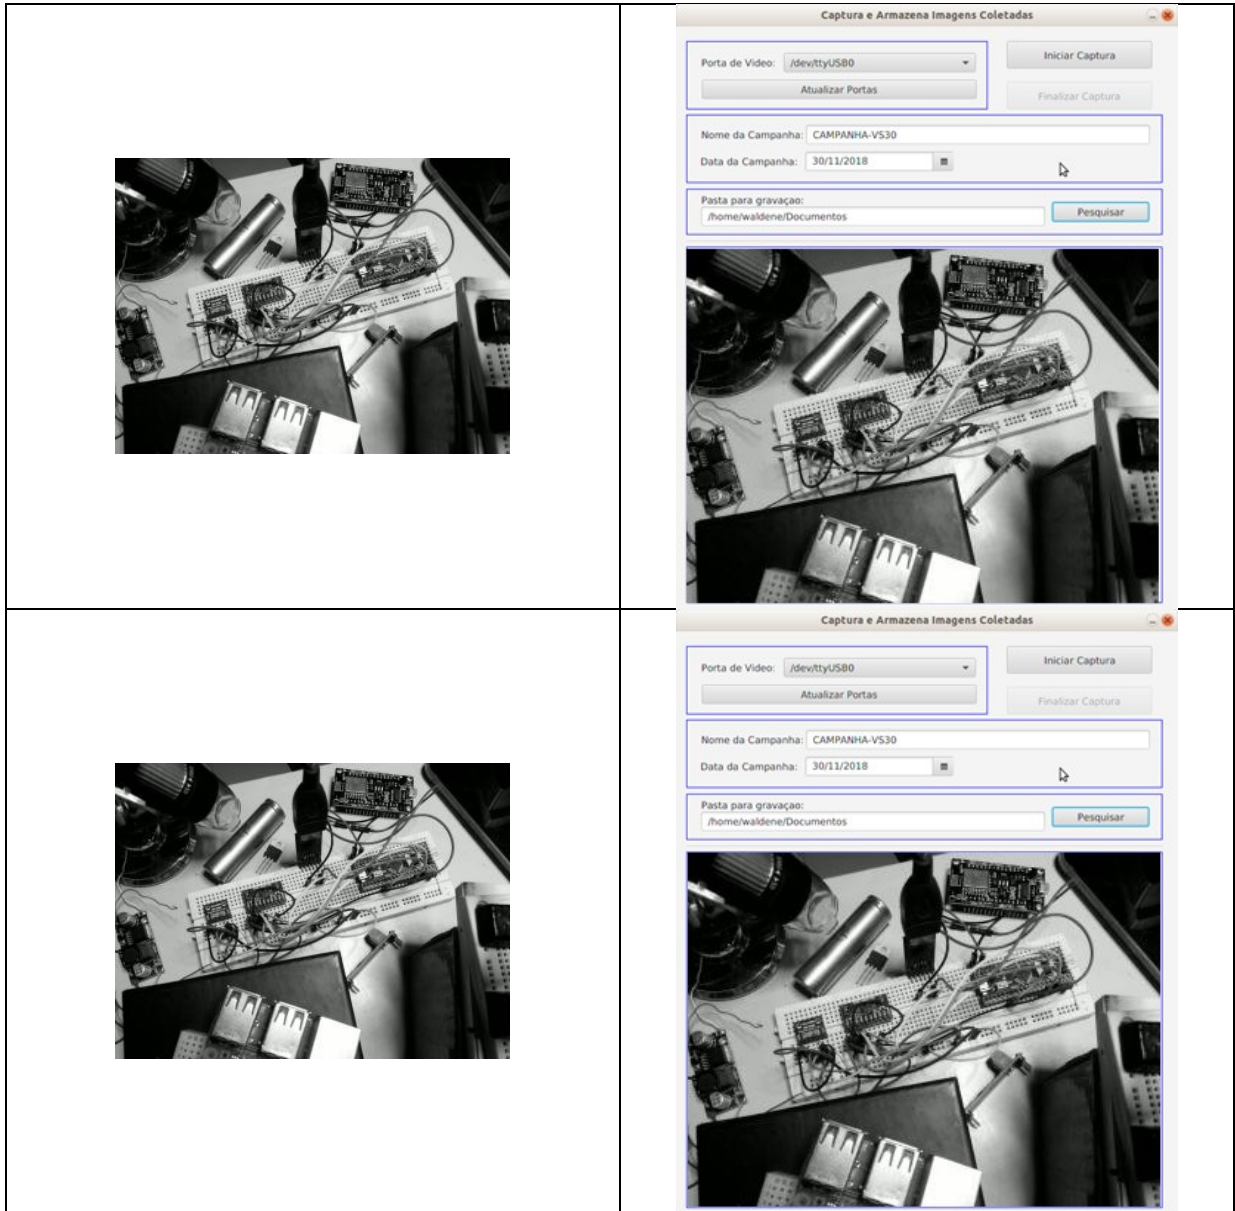 Captura e Armazena Imagens Coletadas
Porta de Video: /dev/ttyUSB0
Iniciar Captura
Atualizar Portas
Finalizar Captura
Nome da Campanha: CAMPANHA-VS30
Data da Campanha: 30/11/2018
Pasta para gravaçao:
/home/waldene/Documentos
Pesquisar
Captura e Armazena Imagens Coletadas
Porta de Video: /dev/ttyUSB0
Iniciar Captura
Atualizar Portas
Finalizar Captura
Nome da Campanha: CAMPANHA-VS30
Data da Campanha: 30/11/2018
Pasta para gravaçao:
/home/waldene/Documentos
Pesquisar